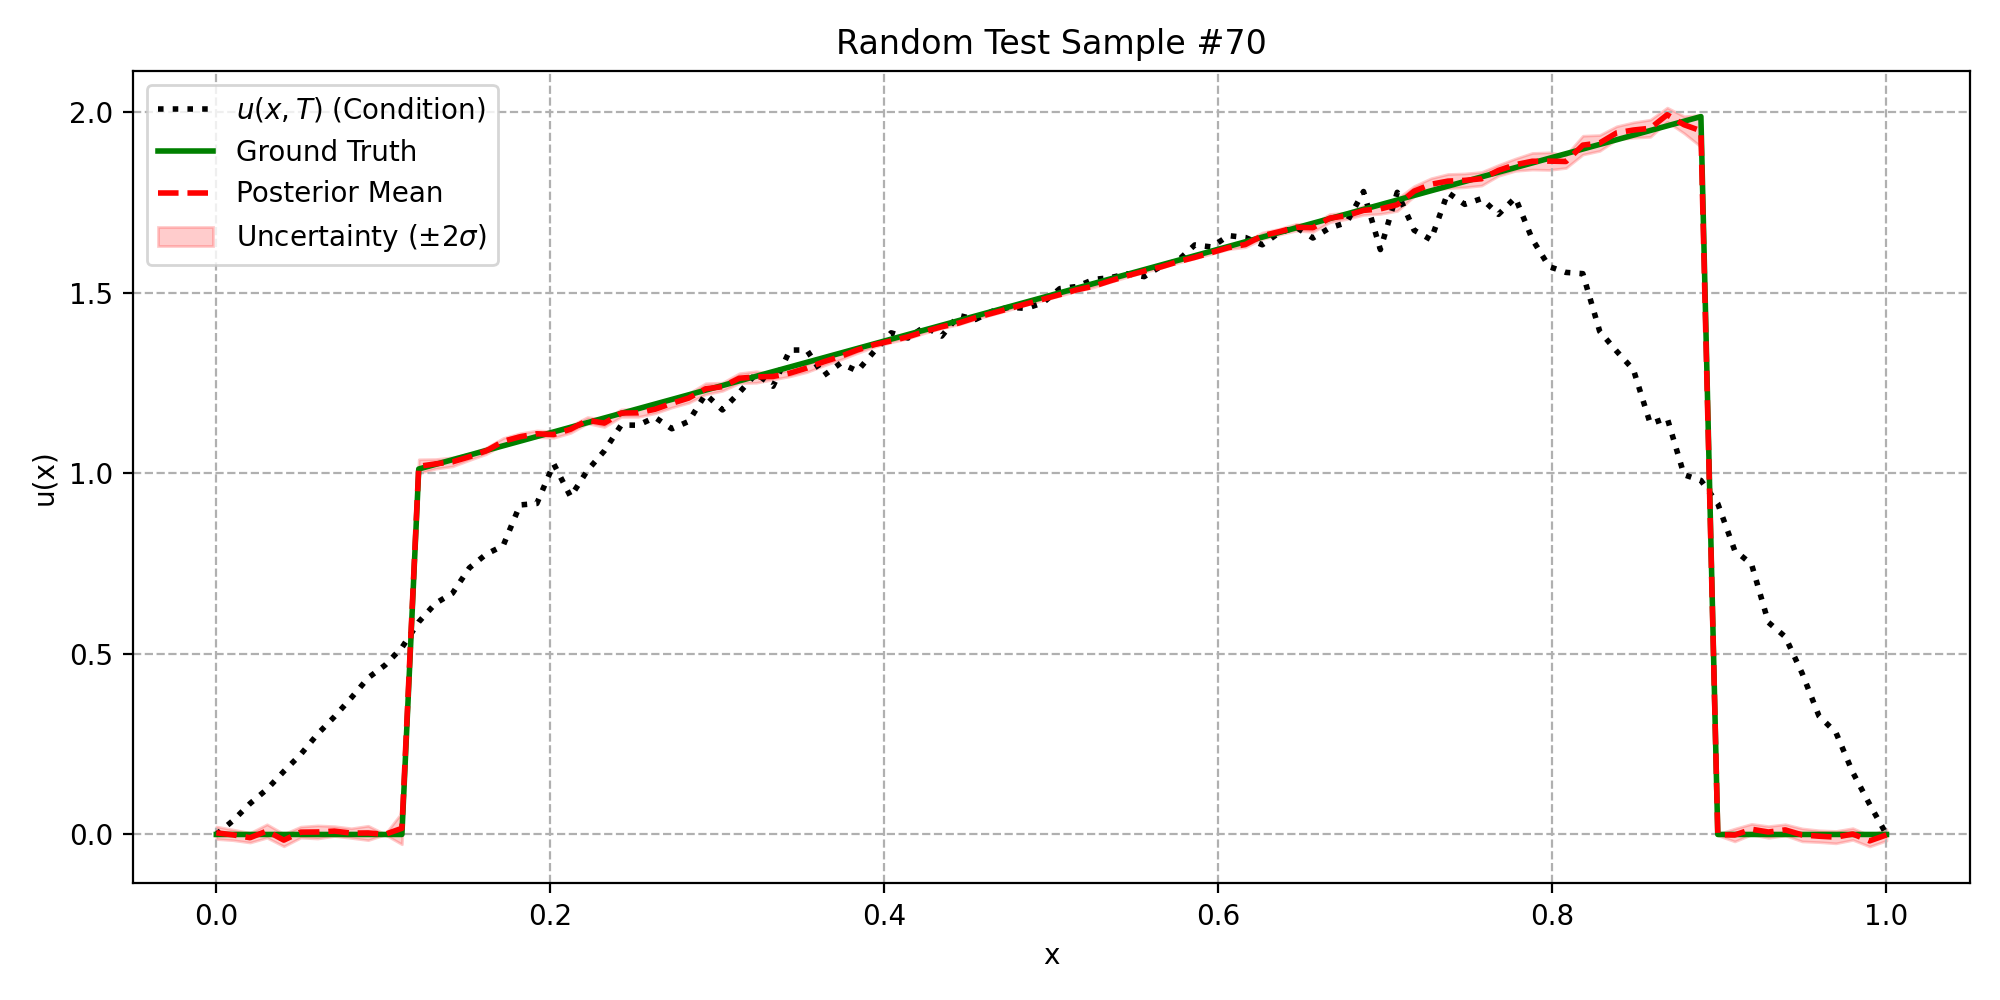 Random Test Sample #70
u(x, T) (Condition)
Ground Truth
Posterior Mean
Uncertainty (±2σ)
2.0
1.5
1.0
0.5
0.0
u(x)
0.0 0.2 0.4 0.6 0.8 1.0
x